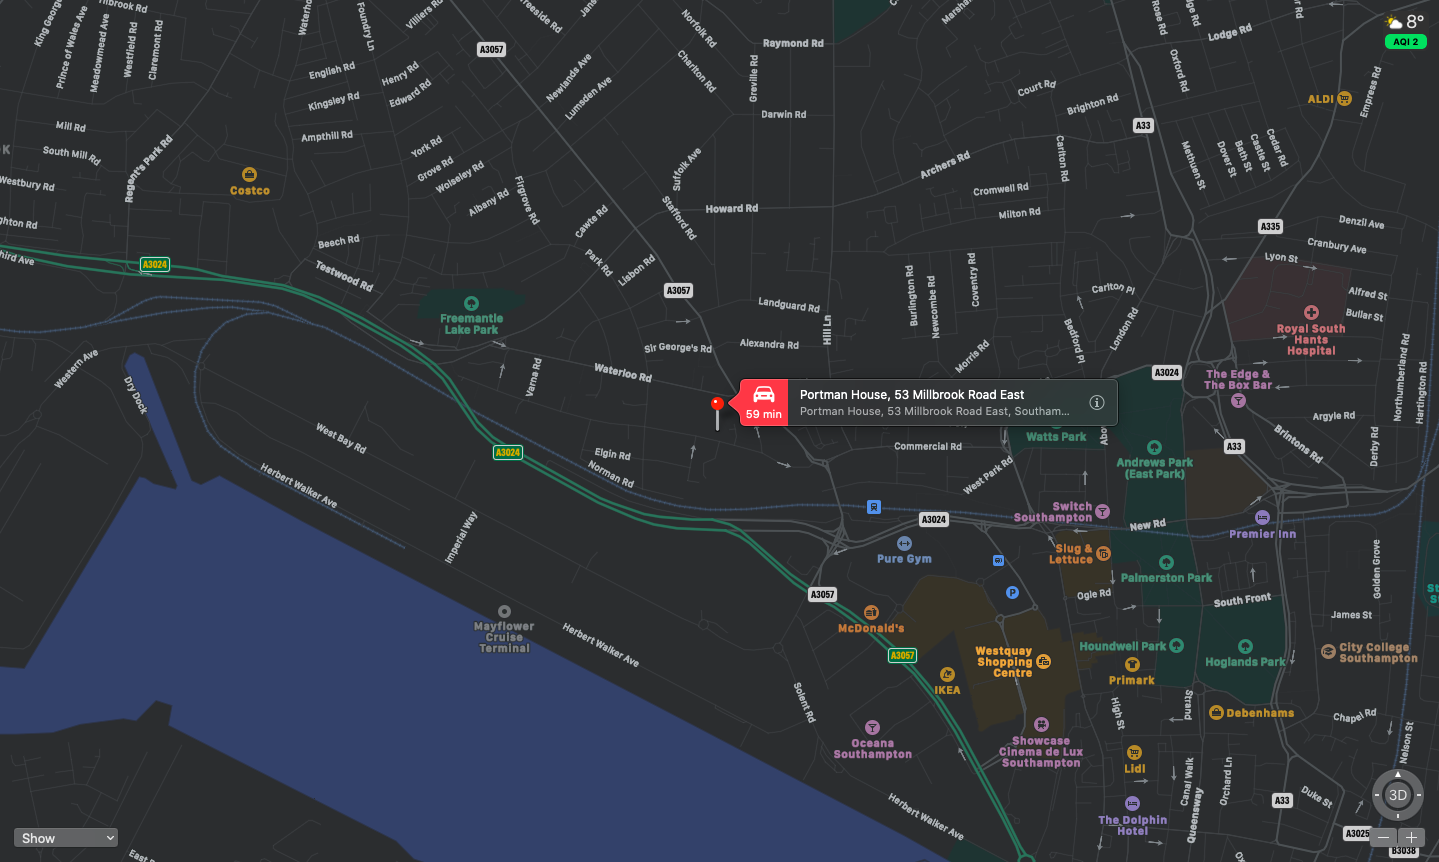 King George's
Prince of Wales Ave
Meadowmead Ave
Westfield Rd
Claremont Rd
Foundry Ln
A3057
Norfolk Rd
Charlton Rd
Raymond Rd
Lodge Rd
8°
AQI 2
English Rd
Henry Rd
Kingsley Rd
Edward Rd
Newlands Ave
Lumsden Ave
Greville Rd
Court Rd
Brighton Rd
Oxford Rd
ALDI
Empress Rd
Mill Rd
South Mill Rd
Regent's Park Rd
Ampthill Rd
Darwin Rd
A33
Westbury Rd
Costco
York Rd
Grove Rd
Wolseley Rd
Albany Rd
Firgrove Rd
Suffolk Ave
Stafford Rd
Archers Rd
Carlton Rd
Methuen St
Dover St
Bath St
Castle St
Cedar Rd
Cromwell Rd
Milton Rd
Howard Rd
Cawte Rd
Park Rd
Lisbon Rd
A335
Denzil Ave
Cranbury Ave
Lyon St
Third Ave
A3024
Beech Rd
Testwood Rd
A3057
Landguard Rd
Burlington Rd
Newcombe Rd
Coventry Rd
Carlton Pl
Bedford Pl
London Rd
Alfred St
Bullar St
Freemantle
Lake Park
Royal South
Hants
Hospital
Northumberland Rd
Hartington Rd
Sir George's Rd
Alexandra Rd
Hill Ln
Morris Rd
Western Ave
Dry Dock
Varna Rd
Waterloo Rd
A3024
The Edge &
The Box Bar
59 min
Portman House, 53 Millbrook Road East
Portman House, 53 Millbrook Road East, Southam...
Argyle Rd
Brintons Rd
Derby Rd
West Bay Rd
Herbert Walker Ave
A3024
Elgin Rd
Norman Rd
Commercial Rd
West Park Rd
Watts Park
A33
Andrews Park
(East Park)
Imperial Way
A3024
Switch
Southampton
New Rd
Premier Inn
Pure Gym
Slug &
Lettuce
Palmerston Park
Golden Grove
A3057
Ogle Rd
South Front
James St
Mayflower
Cruise
Terminal
Herbert Walker Ave
McDonald's
A3057
Westquay
Shopping
Centre
IKEA
Houndwell Park
Hoglands Park
City College
Southampton
Primark
Solent Rd
High St
Strand
Debenhams
Chapel Rd
Nelson St
Oceana
Southampton
Showcase
Cinema de Lux
Southampton
Lidl
Canal Walk
Queensway
Orchard Ln
3D
A33
Duke St
Herbert Walker Ave
The Dolphin
Hotel
Show
A3025
B3038